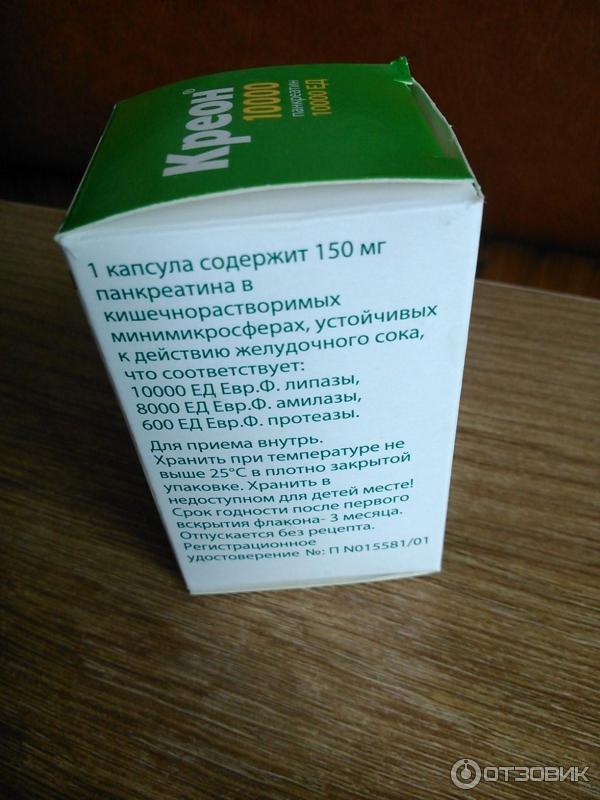 Креон®
10000
панкреатин
10000 ЕД
1 капсула содержит 150 мг
панкреатина в
кишечнорастворимых
минимикросферах, устойчивых
к действию желудочного сока,
что соответствует:
10000 ЕД Евр.Ф. липазы,
8000 ЕД Евр.Ф. амилазы,
600 ЕД Евр.Ф. протеазы.
Для приема внутрь.
Хранить при температуре не
выше 25°C в плотно закрытой
упаковке. Хранить в
недоступном для детей месте!
Срок годности после первого
вскрытия флакона- 3 месяца.
Отпускается без рецепта.
Регистрационное
удостоверение №: П N015581/01
ОТЗОВИК